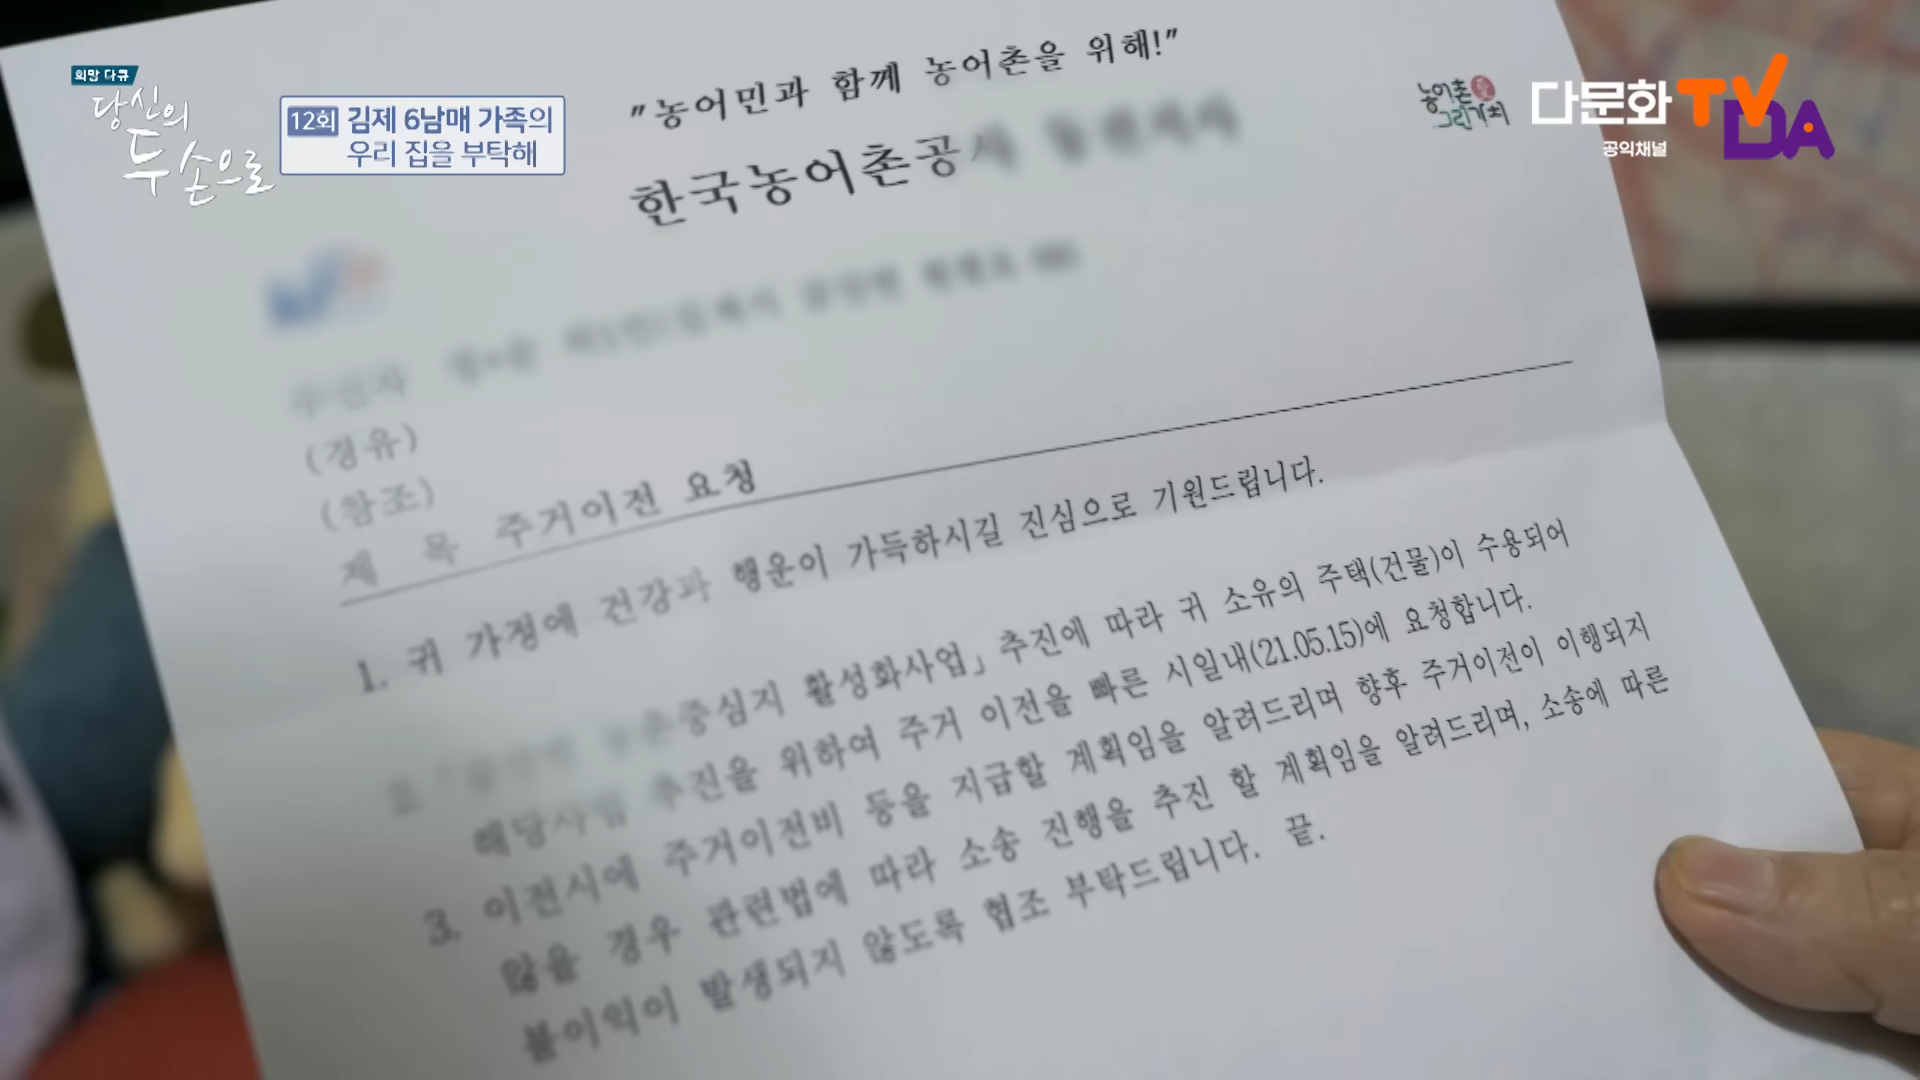 희망 다큐
당신의
두 손으로
12회 김제 6남매 가족의
우리 집을 부탁해
다문화 TV
DA
공익채널
농어촌
그린가치
"농어민과 함께 농어촌을 위해!"
한국농어촌공
(경유)
(참조)
제 목 주거이전 요청
1. 귀 가정에 건강과 행운이 가득하시길 진심으로 기원드립니다.
농촌중심지 활성화사업」 추진에 따라 귀 소유의 주택(건물)이 수용되어
해당사업 추진을 위하여 주거 이전을 빠른 시일내(21.05.15)에 요청합니다.
3. 이전시에 주거이전비 등을 지급할 계획임을 알려드리며 향후 주거이전이 이행되지
않을 경우 관련법에 따라 소송 진행을 추진 할 계획임을 알려드리며, 소송에 따른
불이익이 발생되지 않도록 협조 부탁드립니다. 끝.